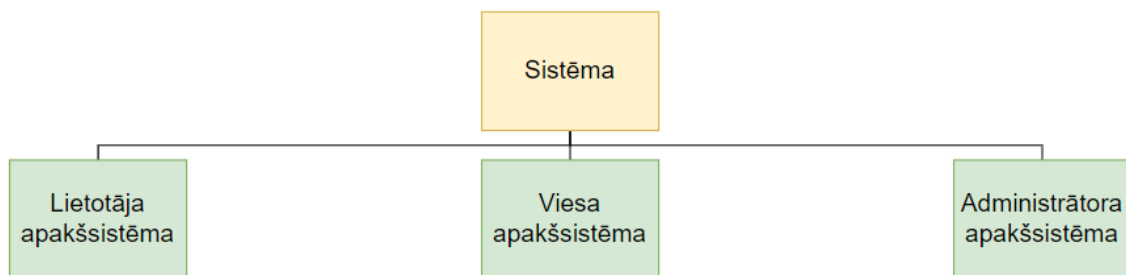 Sistēma
Lietotāja
apakšsistēma
Viesa
apakšsistēma
Administrātora
apakšsistēma